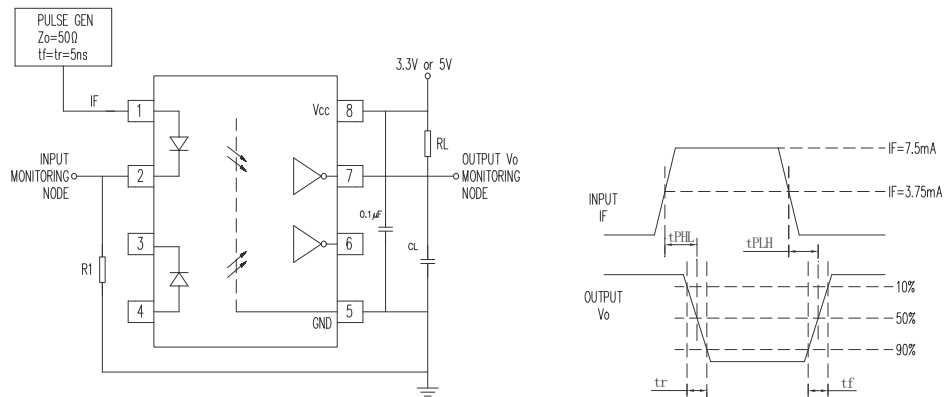 PULSE GEN
Zo=50Ω
tf=tr=5ns
3.3V or 5V
IF
1
Vcc
8
RL
INPUT
MONITORING
NODE
2
7
OUTPUT Vo
MONITORING
NODE
0.1μF
3
6
CL
R1
4
GND
5
IF=7.5mA
IF=3.75mA
INPUT
IF
tPHL
tPLH
OUTPUT
Vo
10%
50%
90%
tr
tf